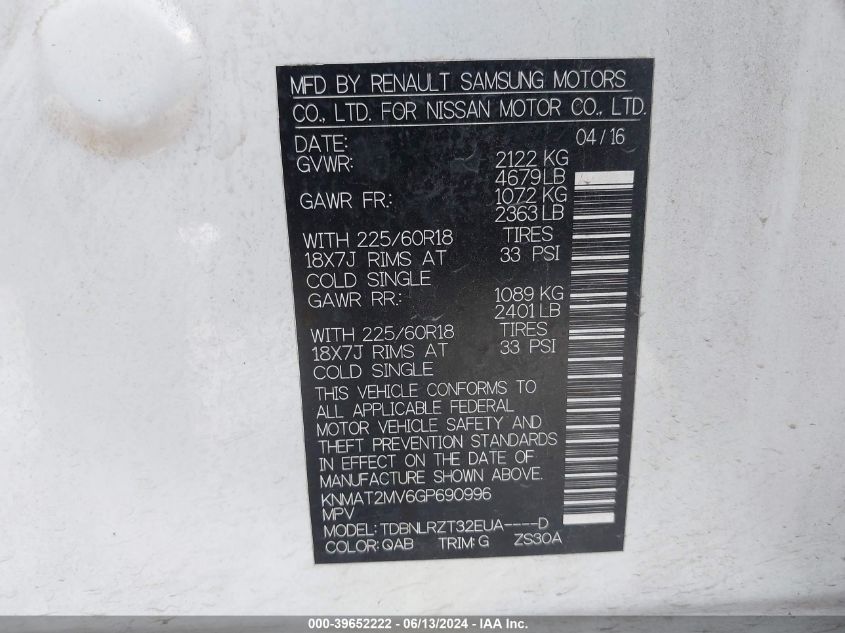 MFD BY RENAULT SAMSUNG MOTORS
CO., LTD. FOR NISSAN MOTOR CO., LTD.
DATE: 04 / 16
GVWR: 2122 KG
4679 LB
GAWR FR: 1072 KG
2363 LB
WITH 225/60R18 TIRES
18X7J RIMS AT 33 PSI
COLD SINGLE
GAWR RR: 1089 KG
2401 LB
WITH 225/60R18 TIRES
18X7J RIMS AT 33 PSI
COLD SINGLE
THIS VEHICLE CONFORMS TO
ALL APPLICABLE FEDERAL
MOTOR VEHICLE SAFETY AND
THEFT PREVENTION STANDARDS
IN EFFECT ON THE DATE OF
MANUFACTURE SHOWN ABOVE.
KNMAT2MV6GP690996
MPV
MODEL: TDBNLRZT32EUA----D
COLOR: QAB TRIM: G ZS30A
000-39652222 - 06/13/2024 - IAA Inc.